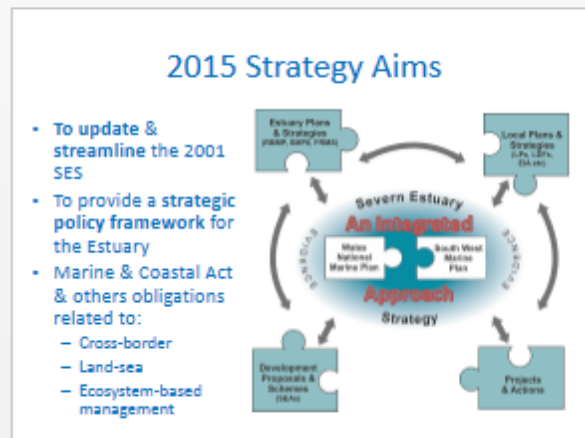 2015 Strategy Aims
• To update &
streamline the 2001
SES
• To provide a strategic
policy framework for
the Estuary
• Marine & Coastal Act
& others obligations
related to:
– Cross-border
– Land-sea
– Ecosystem-based
management
Estuary Plans
& Strategies
Local Plans &
Strategies
Severn Estuary
An Integrated
Wales
National
Marine Plan
South West
Marine
Plan
EVIDENCE
EVIDENCE
Approach
Strategy
Development
Proposals &
Schemes
Projects
& Actions